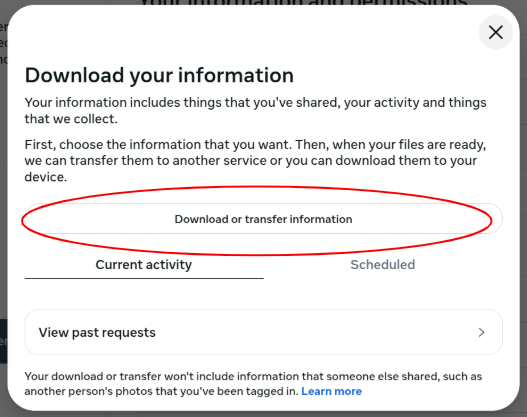 Your information and permissions
Download your information
Your information includes things that you've shared, your activity and things
that we collect.
First, choose the information that you want. Then, when your files are ready,
we can transfer them to another service or you can download them to your
device.
Download or transfer information
Current activity
Scheduled
View past requests
Your download or transfer won't include information that someone else shared, such as
another person's photos that you've been tagged in. Learn more